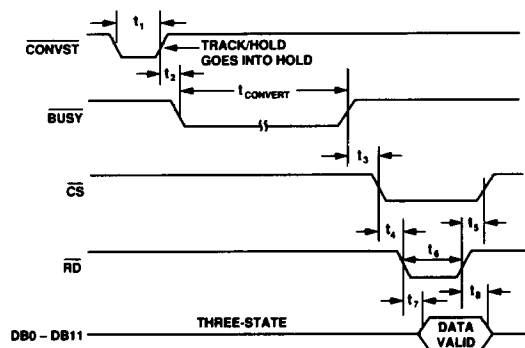 t1
CONVST
TRACK/HOLD
GOES INTO HOLD
t2
tCONVERT
BUSY
t3
CS
t4
t5
t6
RD
t7
t8
DB0 – DB11
THREE-STATE
DATA
VALID